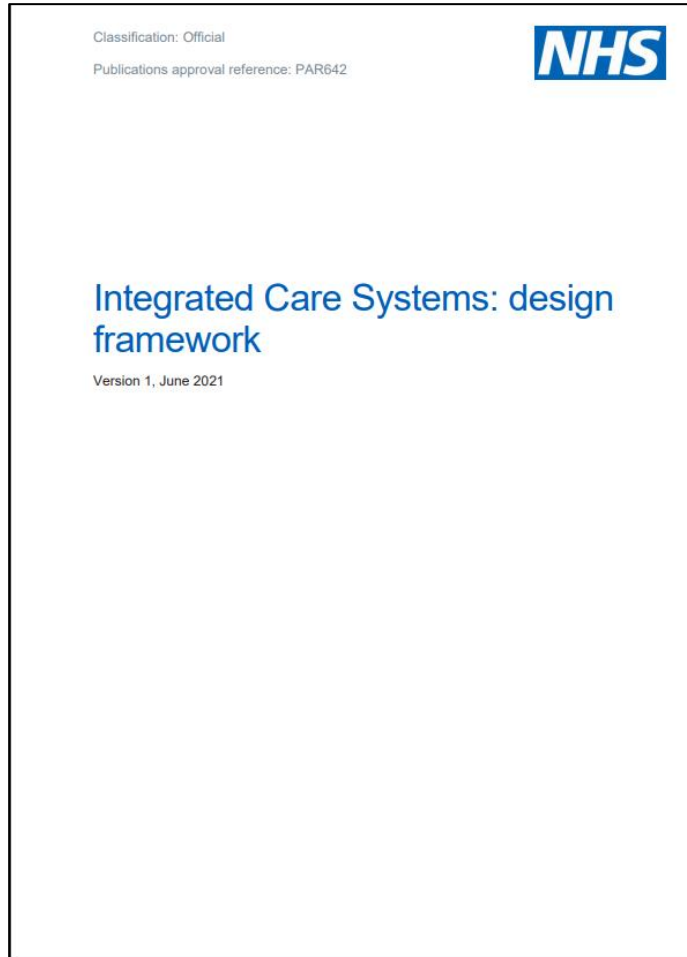 Classification: Official
NHS
Publications approval reference: PAR642
Integrated Care Systems: design
framework
Version 1, June 2021